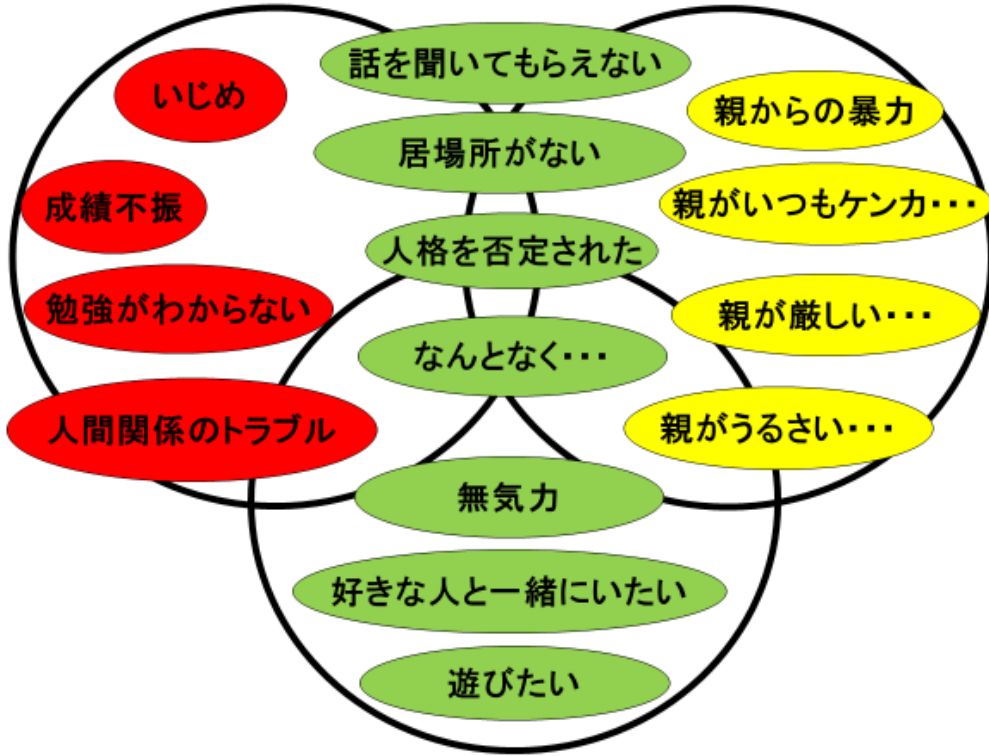 いじめ
成績不振
勉強がわからない
人間関係のトラブル
話を聞いてもらえない
居場所がない
人格を否定された
なんとなく・・・
無気力
好きな人と一緒にいたい
遊びたい
親からの暴力
親がいつもケンカ・・・
親が厳しい・・・
親がうるさい・・・